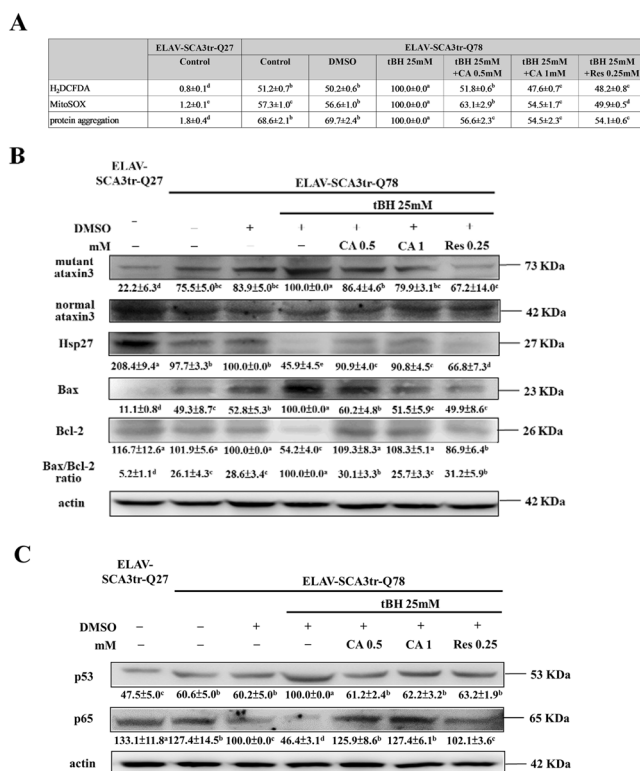 A
ELAV-SCA3tr-Q27 ELAV-SCA3tr-Q78
Control Control DMSO tBH 25mM tBH 25mM +CA 0.5mM tBH 25mM +CA 1mM tBH 25mM +Res 0.25mM
H₂DCFDA 0.8±0.1ᵈ 51.2±0.7ᵇ 50.2±0.6ᵇ 100.0±0.0ᵃ 51.8±0.6ᵇ 47.6±0.7ᶜ 48.2±0.8ᶜ
MitoSOX 1.2±0.1ᵉ 57.3±1.0ᶜ 56.6±1.0ᶜ 100.0±0.0ᵃ 63.1±2.9ᵇ 54.5±1.7ᶜ 49.9±0.5ᵈ
protein aggregation 1.8±0.4ᵈ 68.6±2.1ᵇ 69.7±2.4ᵇ 100.0±0.0ᵃ 56.6±2.3ᶜ 54.5±2.3ᶜ 54.1±0.6ᶜ
B
ELAV-
SCA3tr-Q27
ELAV-SCA3tr-Q78
tBH 25mM
DMSO – – + + + + +
mM – – – – CA 0.5 CA 1 Res 0.25
mutant
ataxin3
73 KDa
22.2±6.3ᵈ 75.5±5.0ᵇᶜ 83.9±5.0ᵇᶜ 100.0±0.0ᵃ 86.4±4.6ᵇ 79.9±3.1ᵇᶜ 67.2±14.0ᶜ
normal
ataxin3
42 KDa
Hsp27 27 KDa
208.4±9.4ᵃ 97.7±3.3ᵇ 100.0±0.0ᵇ 45.9±4.5ᵉ 90.9±4.0ᶜ 90.8±4.5ᶜ 66.8±7.3ᵈ
Bax 23 KDa
11.1±0.8ᵈ 49.3±8.7ᶜ 52.8±5.3ᵇ 100.0±0.0ᵃ 60.2±4.8ᵇ 51.5±5.9ᶜ 49.9±8.6ᶜ
Bcl-2 26 KDa
116.7±12.6ᵃ 101.9±5.6ᵃ 100.0±0.0ᵃ 54.2±4.0ᶜ 109.3±8.3ᵃ 108.3±5.1ᵃ 86.9±6.4ᵇ
Bax/Bcl-2
ratio
5.2±1.1ᵈ 26.1±4.3ᶜ 28.6±3.4ᶜ 100.0±0.0ᵃ 30.1±3.3ᵇ 25.7±3.3ᶜ 31.2±5.9ᵇ
actin 42 KDa
C
ELAV-
SCA3tr-Q27
ELAV-SCA3tr-Q78
tBH 25mM
DMSO – – + + + + +
mM – – – – CA 0.5 CA 1 Res 0.25
p53 53 KDa
47.5±5.0ᶜ 60.6±5.0ᵇ 60.2±5.0ᵇ 100.0±0.0ᵃ 61.2±2.4ᵇ 62.2±3.2ᵇ 63.2±1.9ᵇ
p65 65 KDa
133.1±11.8ᵃ 127.4±14.5ᵇ 100.0±0.0ᶜ 46.4±3.1ᵈ 125.9±8.6ᵇ 127.4±6.1ᵇ 102.1±3.6ᶜ
actin 42 KDa